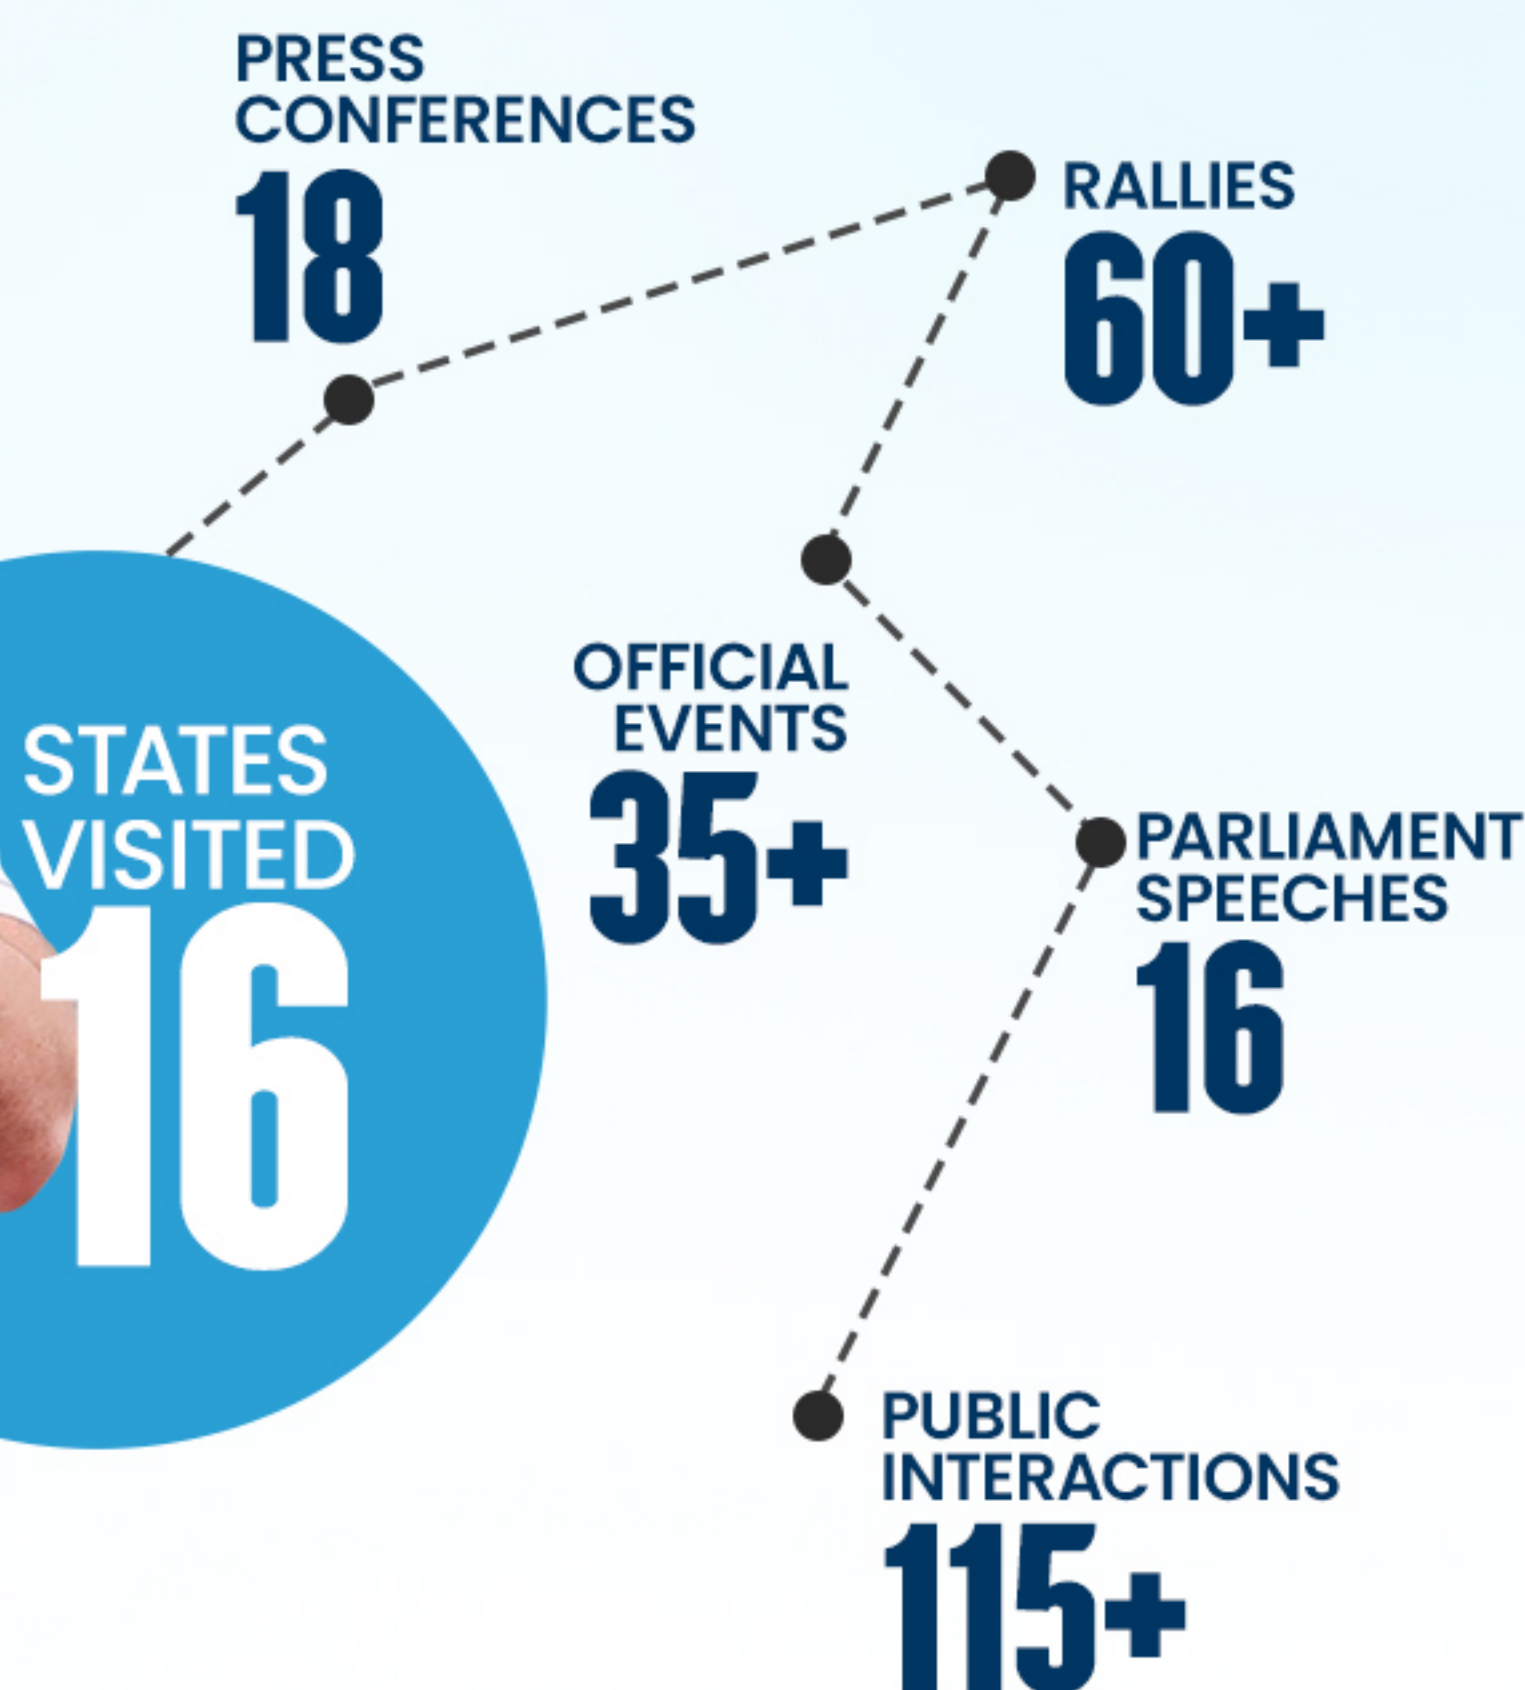 PRESS
CONFERENCES
18
RALLIES
60+
OFFICIAL
EVENTS
35+
STATES
VISITED
16
PARLIAMENT
SPEECHES
16
PUBLIC
INTERACTIONS
115+